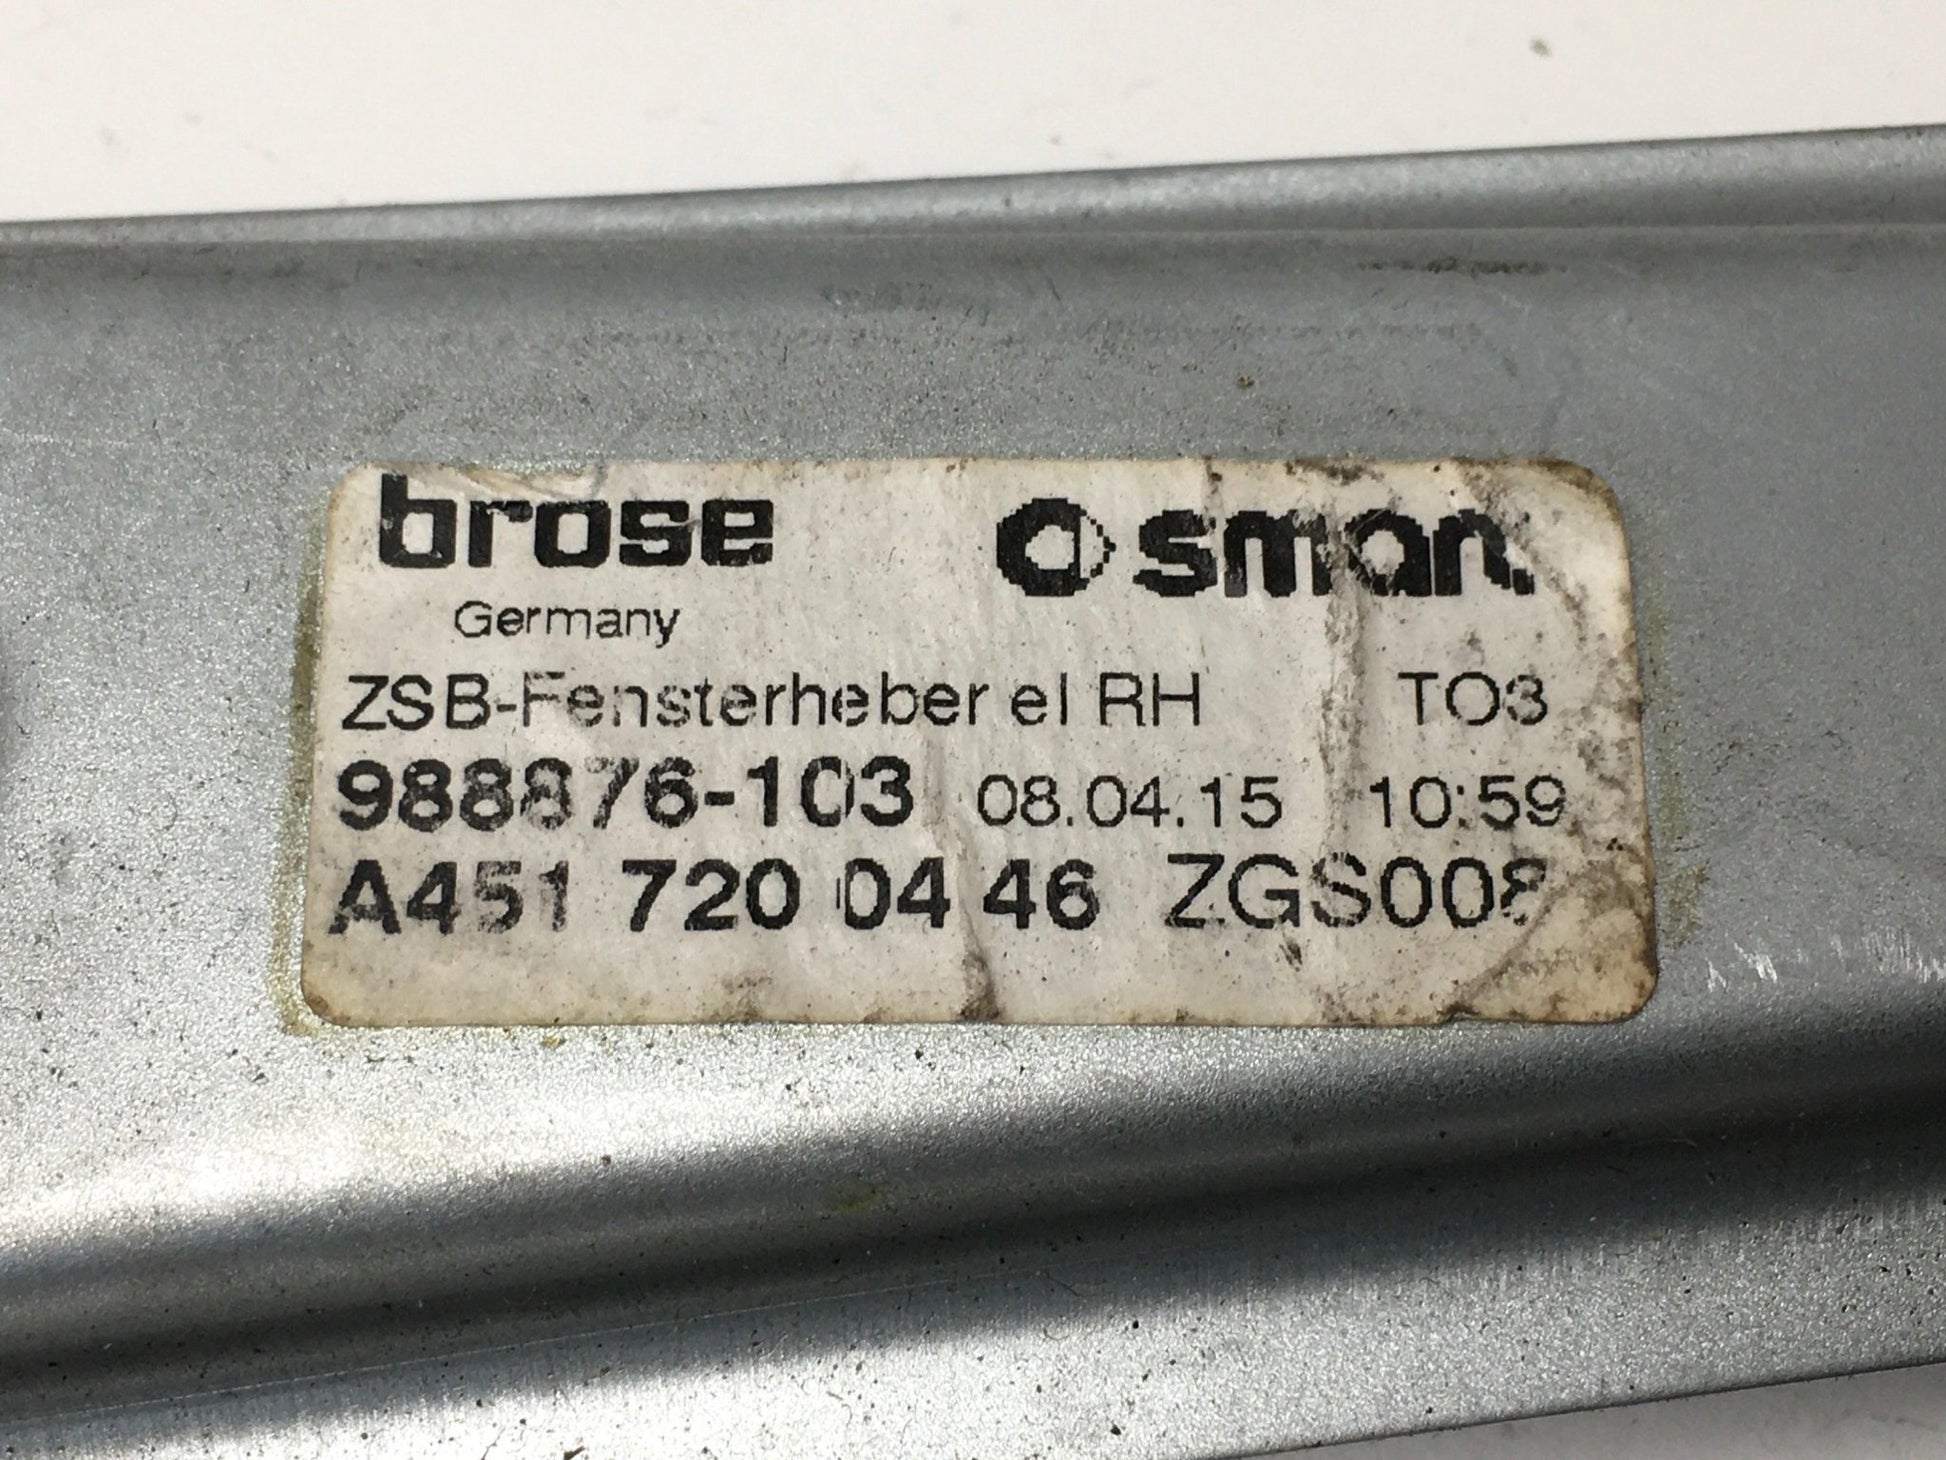 brose smart
Germany
ZSB-Fensterheber el RH TO3
988876-103 08.04.15 10:59
A451 720 04 46 ZGS008